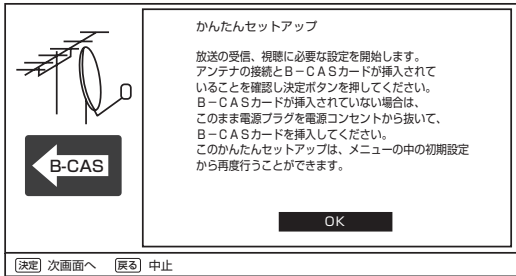 かんたんセットアップ
放送の受信、視聴に必要な設定を開始します。
アンテナの接続とB－CASカードが挿入されて
いることを確認し決定ボタンを押してください。
B－CASカードが挿入されていない場合は、
このまま電源プラグを電源コンセントから抜いて、
B－CASカードを挿入してください。
このかんたんセットアップは、メニューの中の初期設定
から再度行うことができます。
B-CAS
OK
決定 次画面へ 戻る 中止